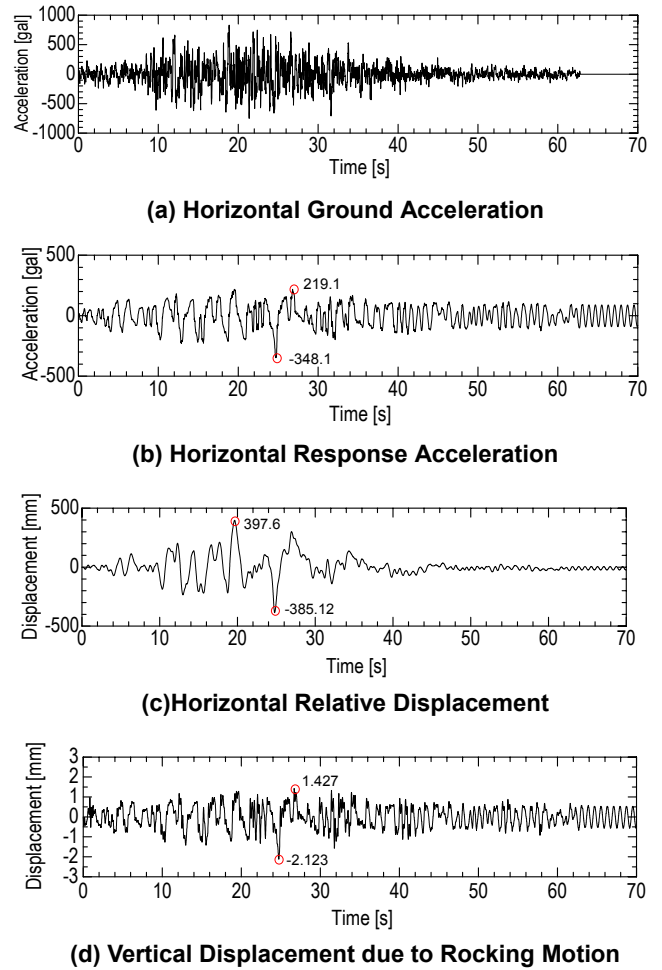 1000
500
0
-500
-1000
Acceleration [gal]
0 10 20 30 40 50 60 70
Time [s]
(a) Horizontal Ground Acceleration
500
0
-500
Acceleration [gal]
219.1
-348.1
0 10 20 30 40 50 60 70
Time [s]
(b) Horizontal Response Acceleration
500
0
-500
Displacement [mm]
397.6
-385.12
0 10 20 30 40 50 60 70
Time [s]
(c)Horizontal Relative Displacement
3
2
1
0
-1
-2
-3
Displacement [mm]
1.427
-2.123
0 10 20 30 40 50 60 70
Time [s]
(d) Vertical Displacement due to Rocking Motion